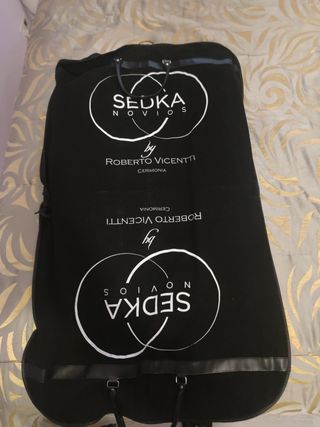 SEDKA
NOVIOS
by
ROBERTO VICENTTI
CERIMONIA
ROBERTO VICENTTI
CERIMONIA
by
SEDKA
NOVIOS